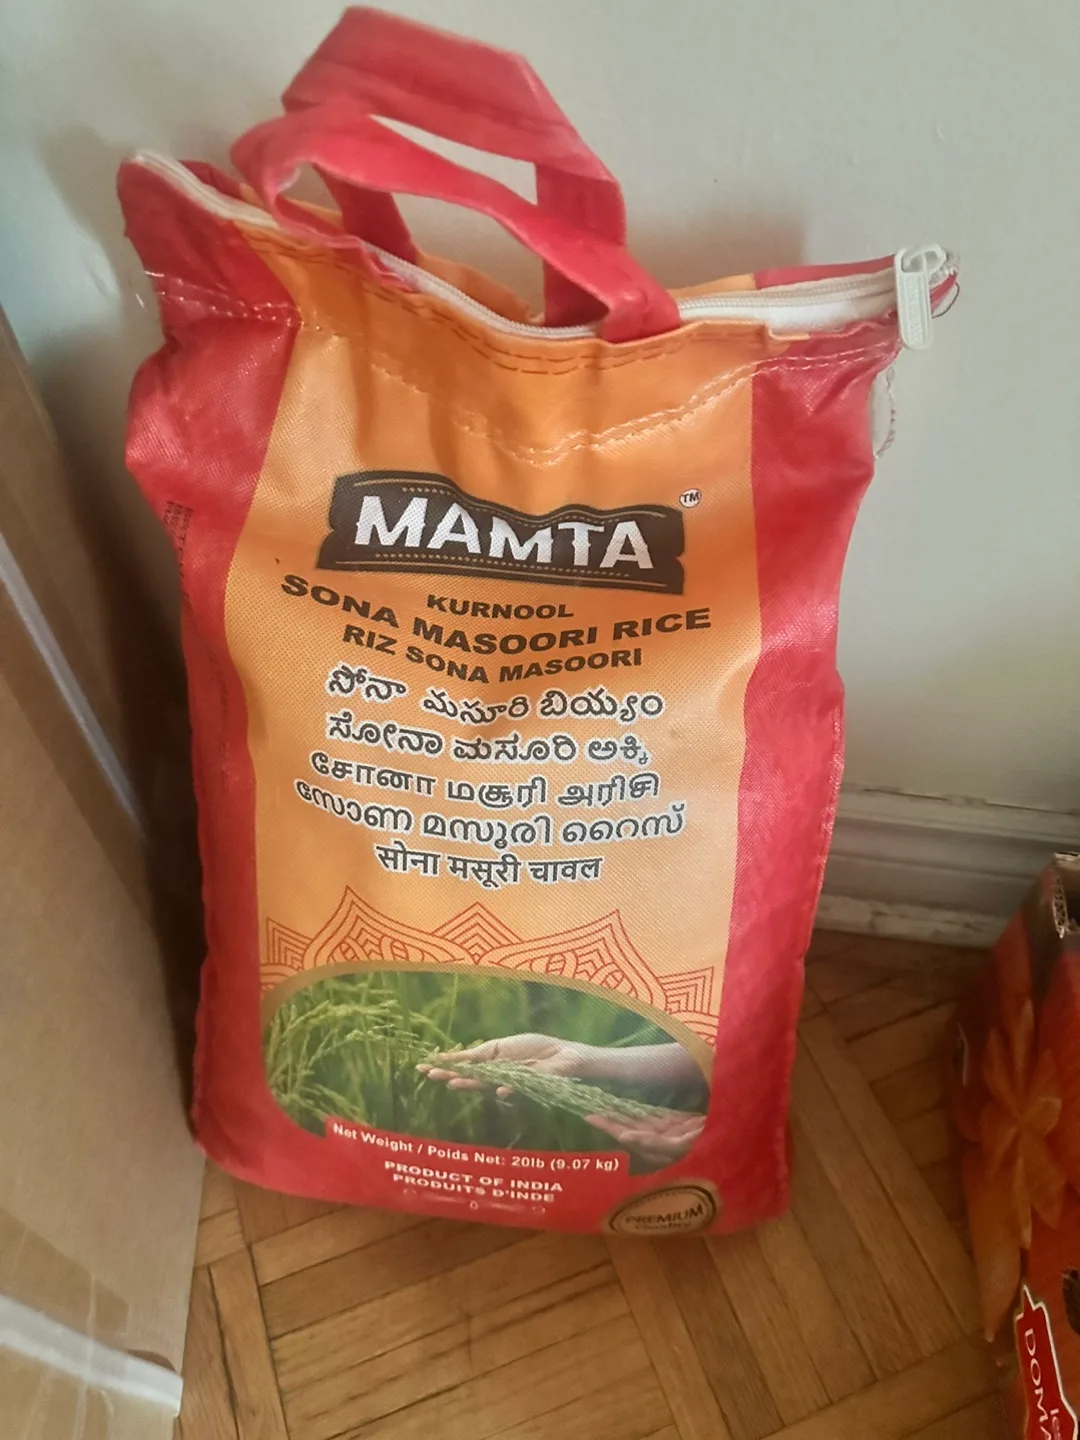 MAMTA
TM
KURNOOL
SONA MASOORI RICE
RIZ SONA MASOORI
సోనా మసూరి బియ్యం
ಸೋನಾ ಮಸೂರಿ ಅಕ್ಕಿ
சோனா மசூரி அரிசி
സോണ മസൂരി റൈസ്
सोना मसूरी चावल
Net Weight / Poids Net: 20lb (9.07 kg)
PRODUCT OF INDIA
PRODUITS D'INDE
PREMIUM